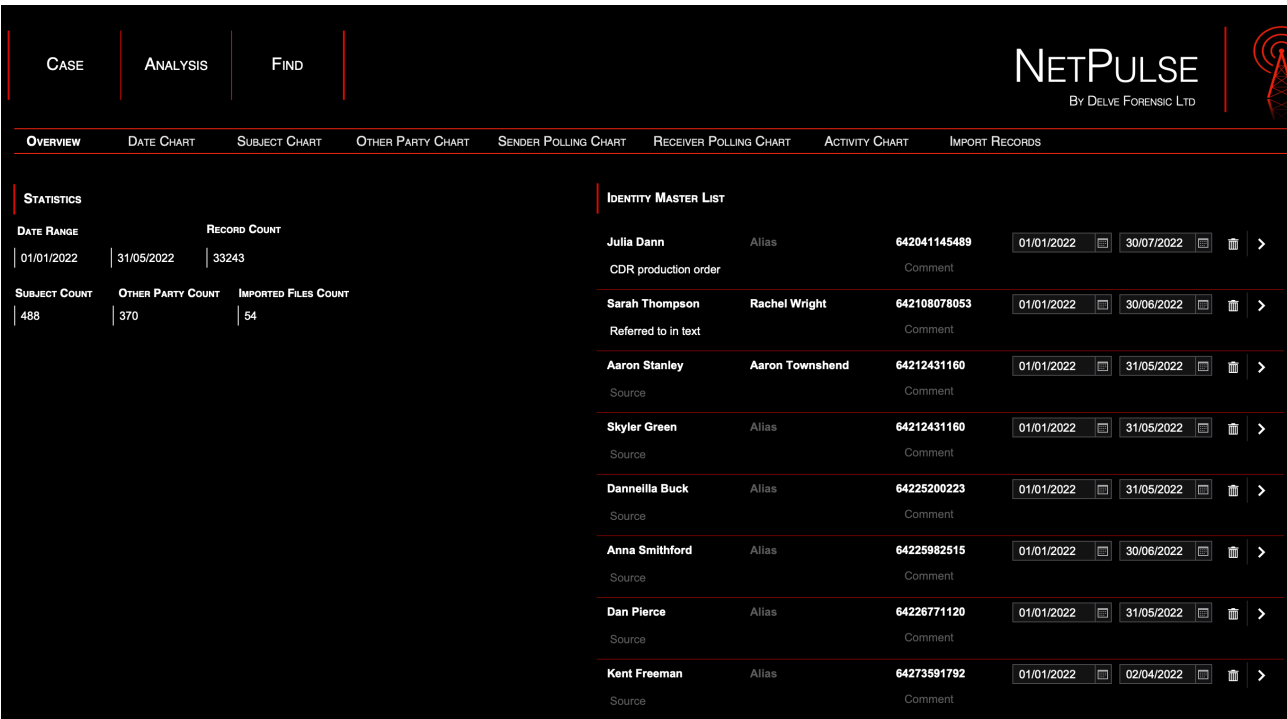 CASE ANALYSIS FIND
NETPULSE
BY DELVE FORENSIC LTD
OVERVIEW DATE CHART SUBJECT CHART OTHER PARTY CHART SENDER POLLING CHART RECEIVER POLLING CHART ACTIVITY CHART IMPORT RECORDS
STATISTICS
DATE RANGE RECORD COUNT
01/01/2022 31/05/2022 33243
SUBJECT COUNT OTHER PARTY COUNT IMPORTED FILES COUNT
488 370 54
IDENTITY MASTER LIST
Julia Dann Alias 642041145489 01/01/2022 30/07/2022
CDR production order Comment
Sarah Thompson Rachel Wright 642108078053 01/01/2022 30/06/2022
Referred to in text Comment
Aaron Stanley Aaron Townshend 64212431160 01/01/2022 31/05/2022
Source Comment
Skyler Green Alias 64212431160 01/01/2022 31/05/2022
Source Comment
Danneilla Buck Alias 64225200223 01/01/2022 31/05/2022
Source Comment
Anna Smithford Alias 64225982515 01/01/2022 30/06/2022
Source Comment
Dan Pierce Alias 64226771120 01/01/2022 31/05/2022
Source Comment
Kent Freeman Alias 64273591792 01/01/2022 02/04/2022
Source Comment